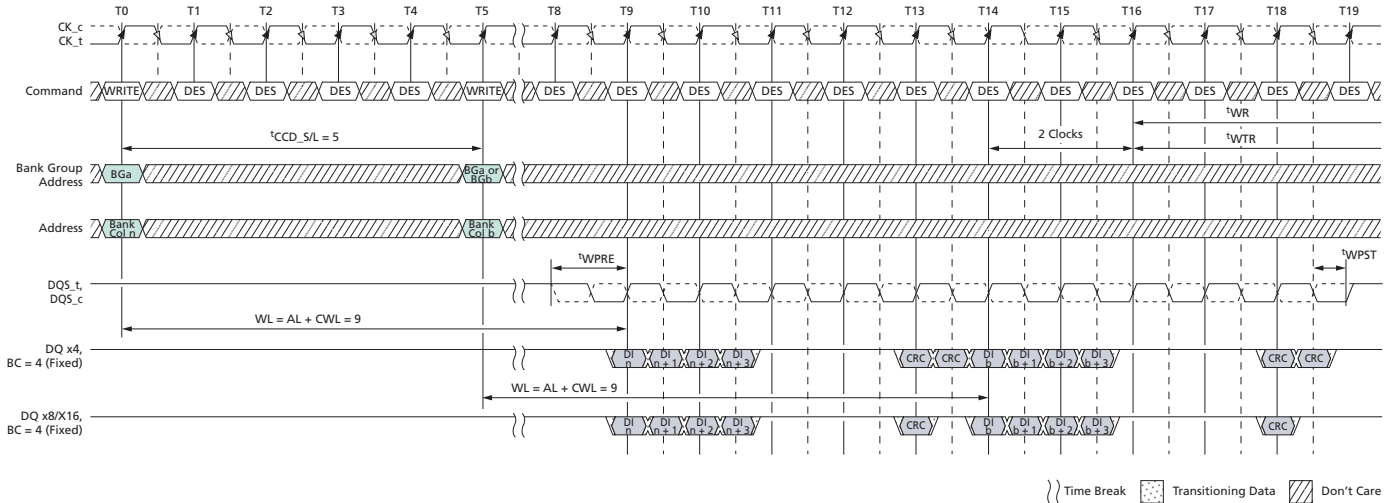 T0 T1 T2 T3 T4 T5 T8 T9 T10 T11 T12 T13 T14 T15 T16 T17 T18 T19
CK_c
CK_t
Command WRITE DES DES DES DES WRITE DES DES DES DES DES DES DES DES DES DES DES DES
tWR
tCCD_S/L = 5
2 Clocks
tWTR
Bank Group
Address
BGa
BGa or
BGb
Address
Bank
Col n
Bank
Col b
tWPRE
tWPST
DQS_t,
DQS_c
WL = AL + CWL = 9
DQ x4,
BC = 4 (Fixed)
DI
n
DI
n + 1
DI
n + 2
DI
n + 3
CRC
CRC
DI
b
DI
b + 1
DI
b + 2
DI
b + 3
CRC
CRC
WL = AL + CWL = 9
DQ x8/X16,
BC = 4 (Fixed)
DI
n
DI
n + 1
DI
n + 2
DI
n + 3
CRC
DI
b
DI
b + 1
DI
b + 2
DI
b + 3
CRC
Time Break
Transitioning Data
Don't Care